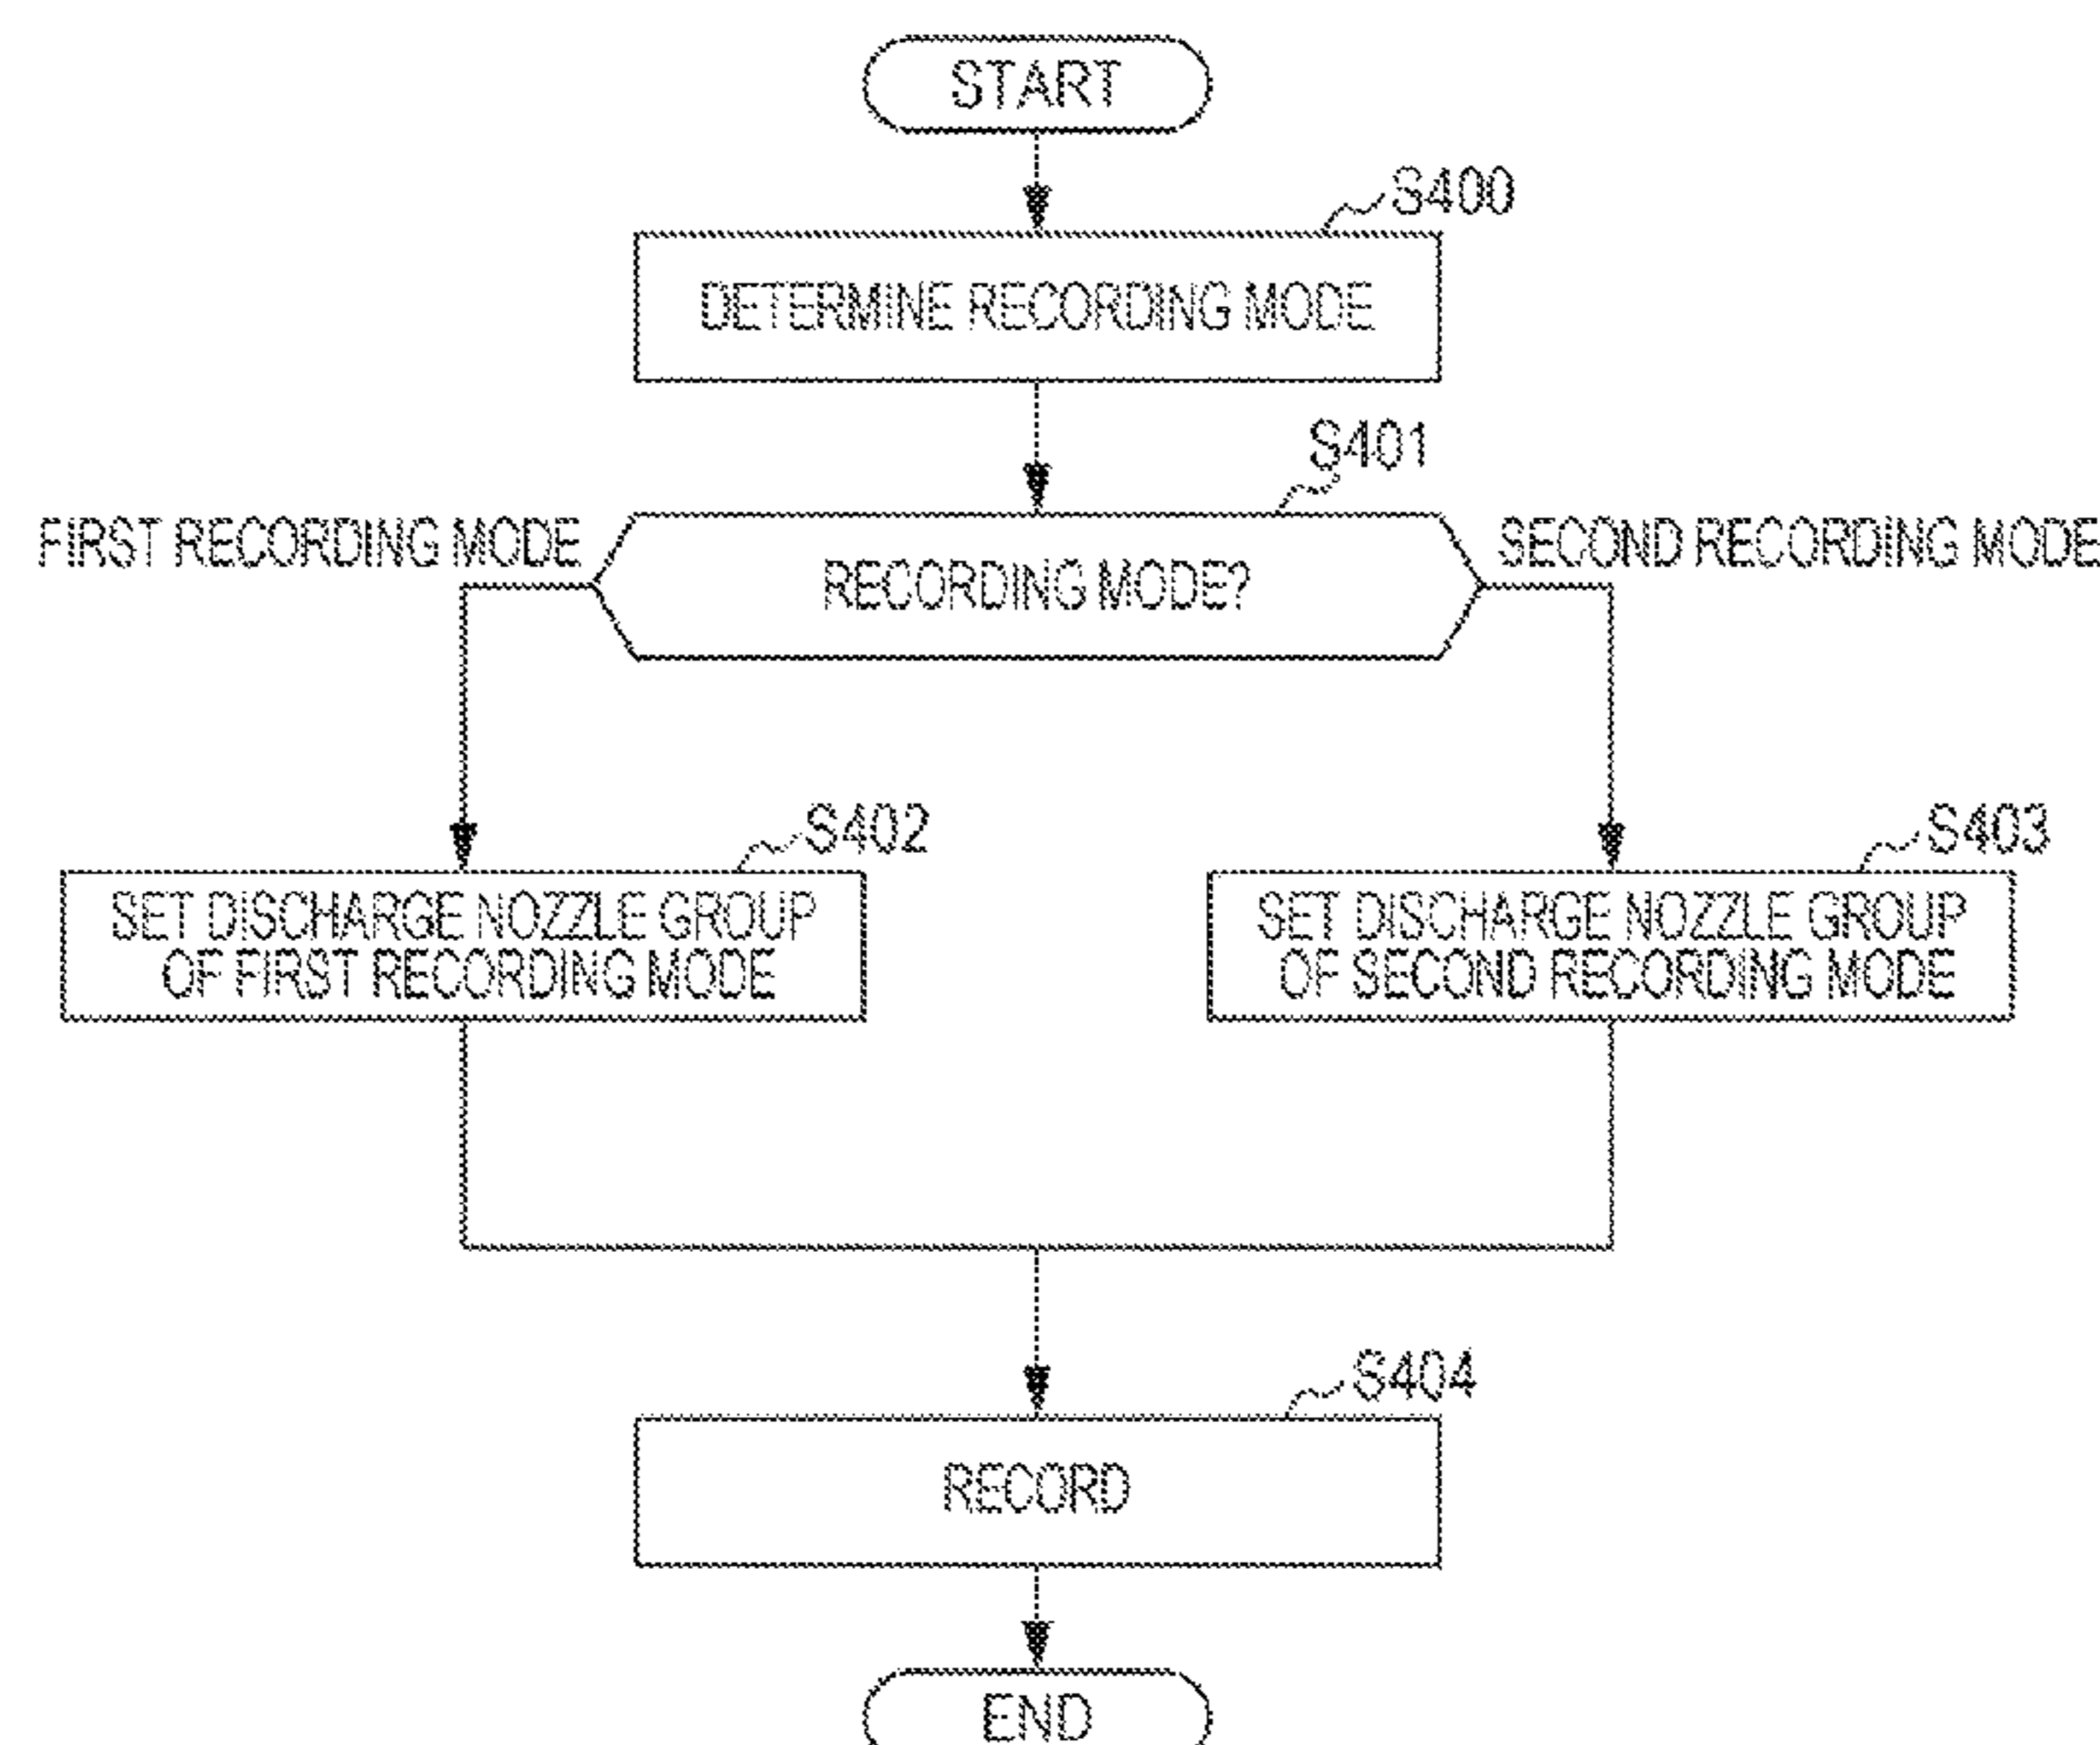 START
S400
DETERMINE RECORDING MODE
S401
FIRST RECORDING MODE
RECORDING MODE?
SECOND RECORDING MODE
S402
SET DISCHARGE NOZZLE GROUP
OF FIRST RECORDING MODE
S403
SET DISCHARGE NOZZLE GROUP
OF SECOND RECORDING MODE
S404
RECORD
END